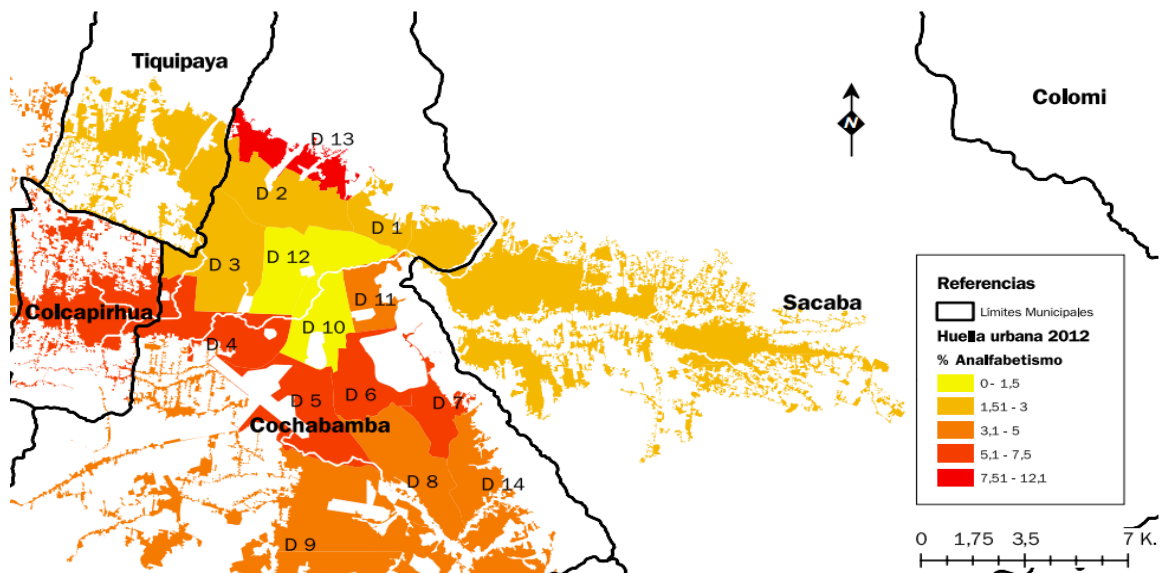 Tiquipaya
Colomi
N
D 13
D 2
D 1
D 12
D 3
Sacaba
D 11
Colcapirhua
D 10
D 4
D 6
D 5
D 7
Cochabamba
D 8
D 14
D 9
Referencias
Límites Municipales
Huella urbana 2012
% Analfabetismo
0 - 1,5
1,51 - 3
3,1 - 5
5,1 - 7,5
7,51 - 12,1
0 1,75 3,5 7 K.